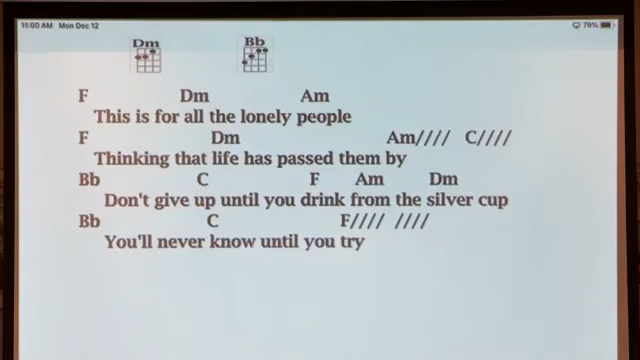 11:00 AM Mon Dec 12 79%
Dm Bb
F Dm Am
This is for all the lonely people
F Dm Am//// C////
Thinking that life has passed them by
Bb C F Am Dm
Don't give up until you drink from the silver cup
Bb C F//// ////
You'll never know until you try